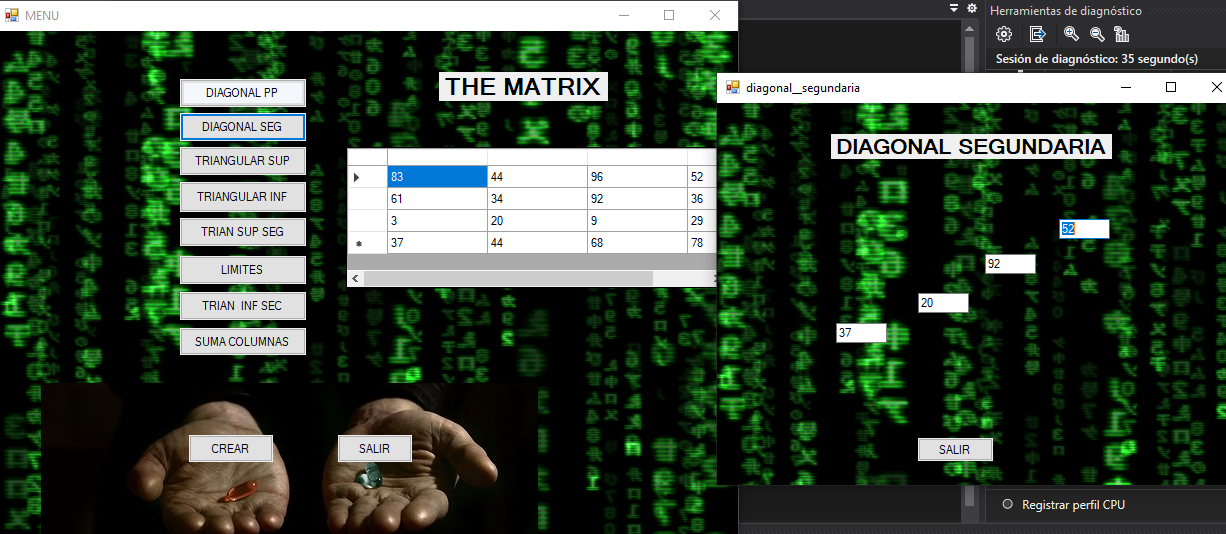 MENU
THE MATRIX
DIAGONAL PP
DIAGONAL SEG
TRIANGULAR SUP
TRIANGULAR INF
TRIAN SUP SEG
LIMITES
TRIAN INF SEC
SUMA COLUMNAS
83 44 96 52
61 34 92 36
3 20 9 29
37 44 68 78
CREAR
SALIR
Herramientas de diagnóstico
Sesión de diagnóstico: 35 segundo(s)
diagonal__segundaria
DIAGONAL SEGUNDARIA
52
92
20
37
SALIR
Registrar perfil CPU